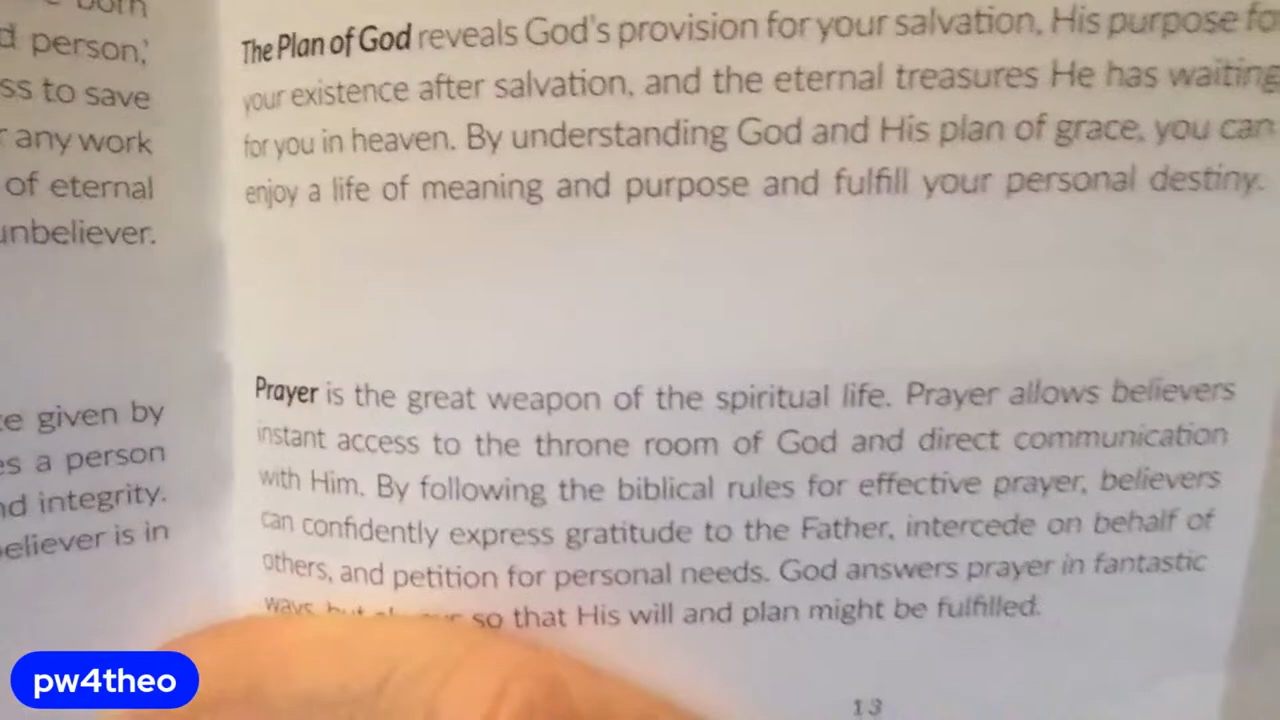 born
d person,'
ss to save
any work
of eternal
unbeliever.
e given by
es a person
nd integrity.
eliever is in
The Plan of God reveals God's provision for your salvation, His purpose fo
your existence after salvation, and the eternal treasures He has waiting
for you in heaven. By understanding God and His plan of grace, you can
enjoy a life of meaning and purpose and fulfill your personal destiny.
Prayer is the great weapon of the spiritual life. Prayer allows believers
instant access to the throne room of God and direct communication
with Him. By following the biblical rules for effective prayer, believers
can confidently express gratitude to the Father, intercede on behalf of
others, and petition for personal needs. God answers prayer in fantastic
ways but so that His will and plan might be fulfilled.
13
pw4theo